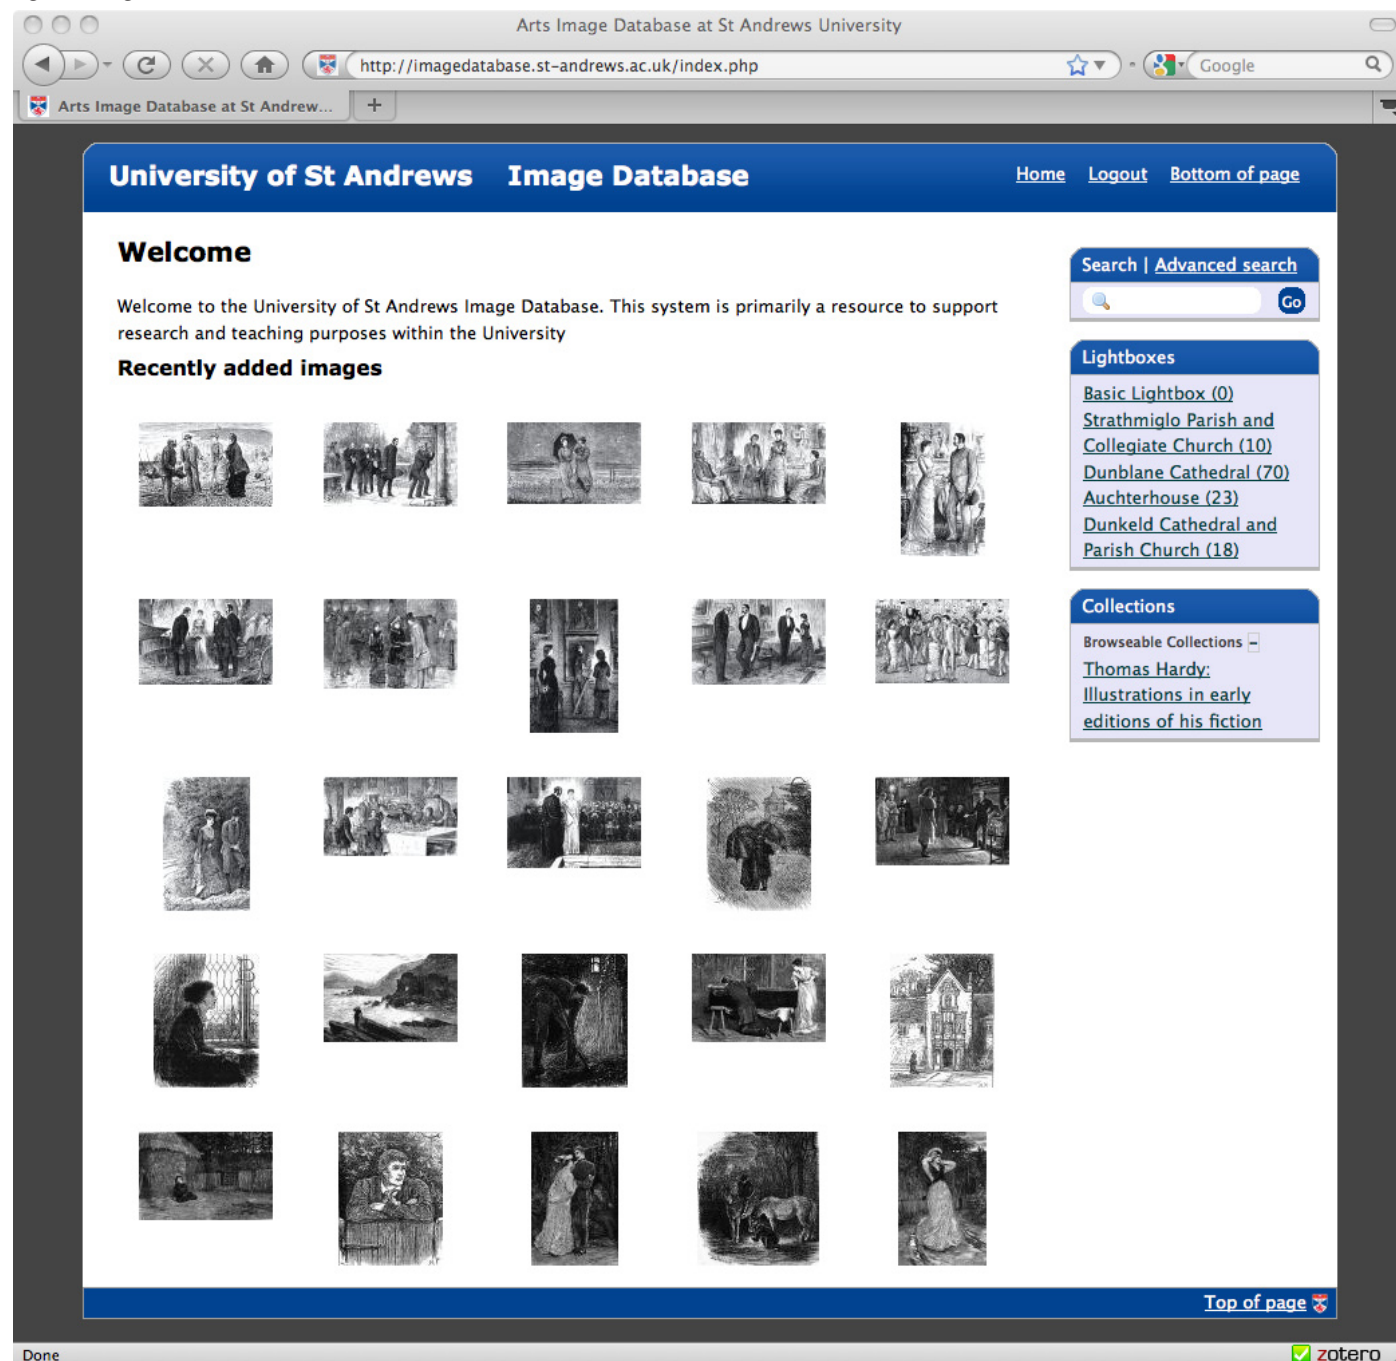 Arts Image Database at St Andrews University
http://imagedatabase.st-andrews.ac.uk/index.php
Google
Arts Image Database at St Andrew...
University of St Andrews Image Database
Home Logout Bottom of page
Welcome
Welcome to the University of St Andrews Image Database. This system is primarily a resource to support
research and teaching purposes within the University
Recently added images
Search | Advanced search
Go
Lightboxes
Basic Lightbox (0)
Strathmiglo Parish and
Collegiate Church (10)
Dunblane Cathedral (70)
Auchterhouse (23)
Dunkeld Cathedral and
Parish Church (18)
Collections
Browseable Collections
Thomas Hardy:
Illustrations in early
editions of his fiction
Top of page
Done
zotero